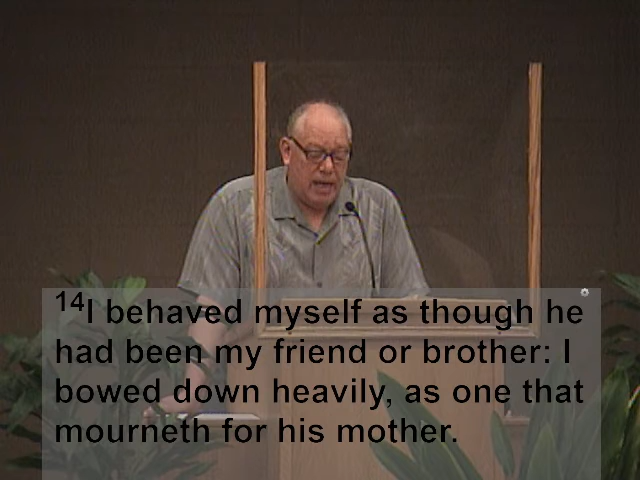 14I behaved myself as though he
had been my friend or brother: I
bowed down heavily, as one that
mourneth for his mother.